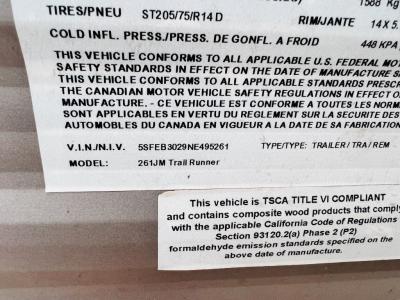 1588 Kg
TIRES/PNEU ST205/75/R14 D RIM/JANTE 14 X 5.
COLD INFL. PRESS./PRESS. DE GONFL. A FROID 448 KPA
THIS VEHICLE CONFORMS TO ALL APPLICABLE U.S. FEDERAL MOT
SAFETY STANDARDS IN EFFECT ON THE DATE OF MANUFACTURE S
THIS VEHICLE CONFORMS TO ALL APPLICABLE STANDARDS PRESCR
THE CANADIAN MOTOR VEHICLE SAFETY REGULATIONS IN EFFECT
MANUFACTURE. - CE VEHICULE EST CONFORME A TOUTES LES NORM
SONT APPLICABLES EN VERTU DU REGLEMENT SUR LA SECURITE DES
AUTOMOBILES DU CANADA EN VIGUEUR A LA DATE DE SA FABRICATION
V.I.N./N.I.V. 5SFEB3029NE495261 TYPE/TYPE: TRAILER / TRA / REM
MODEL: 261JM Trail Runner
This vehicle is TSCA TITLE VI COMPLIANT
and contains composite wood products that comply
with the applicable California Code of Regulations
Section 93120.2(a) Phase 2 (P2)
formaldehyde emission standards specified on the
above date of manufacture.